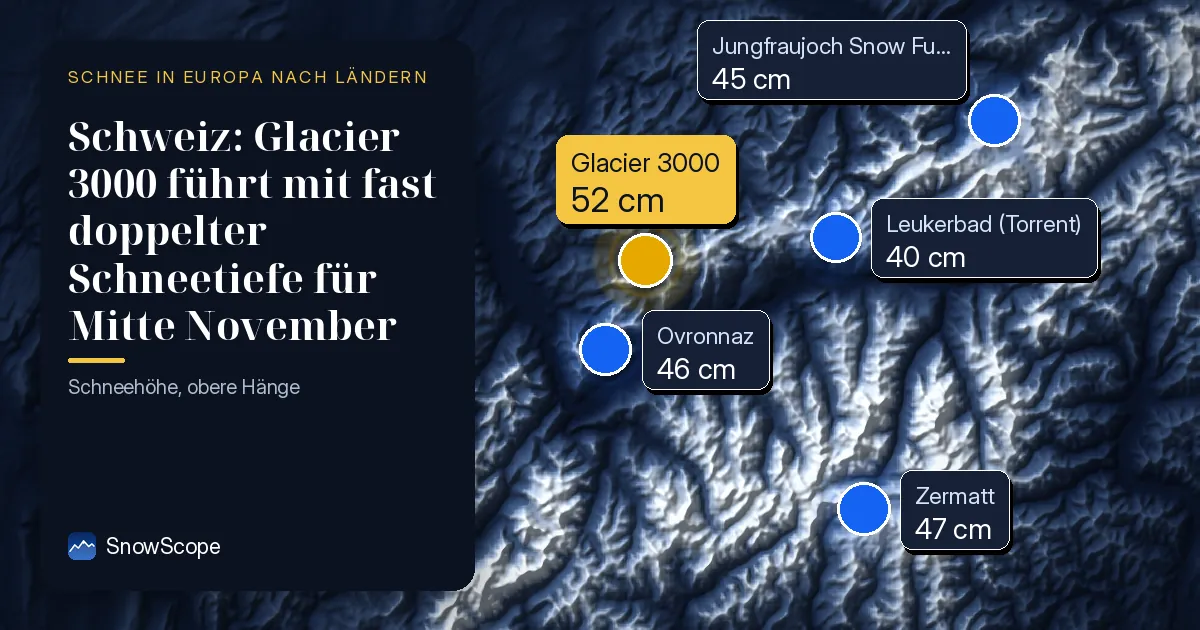 SCHNEE IN EUROPA NACH LÄNDERN
Schweiz: Glacier
3000 führt mit fast
doppelter
Schneetiefe für
Mitte November
Schneehöhe, obere Hänge
SnowScope
Jungfraujoch Snow Fu...
45 cm
Glacier 3000
52 cm
Leukerbad (Torrent)
40 cm
Ovronnaz
46 cm
Zermatt
47 cm